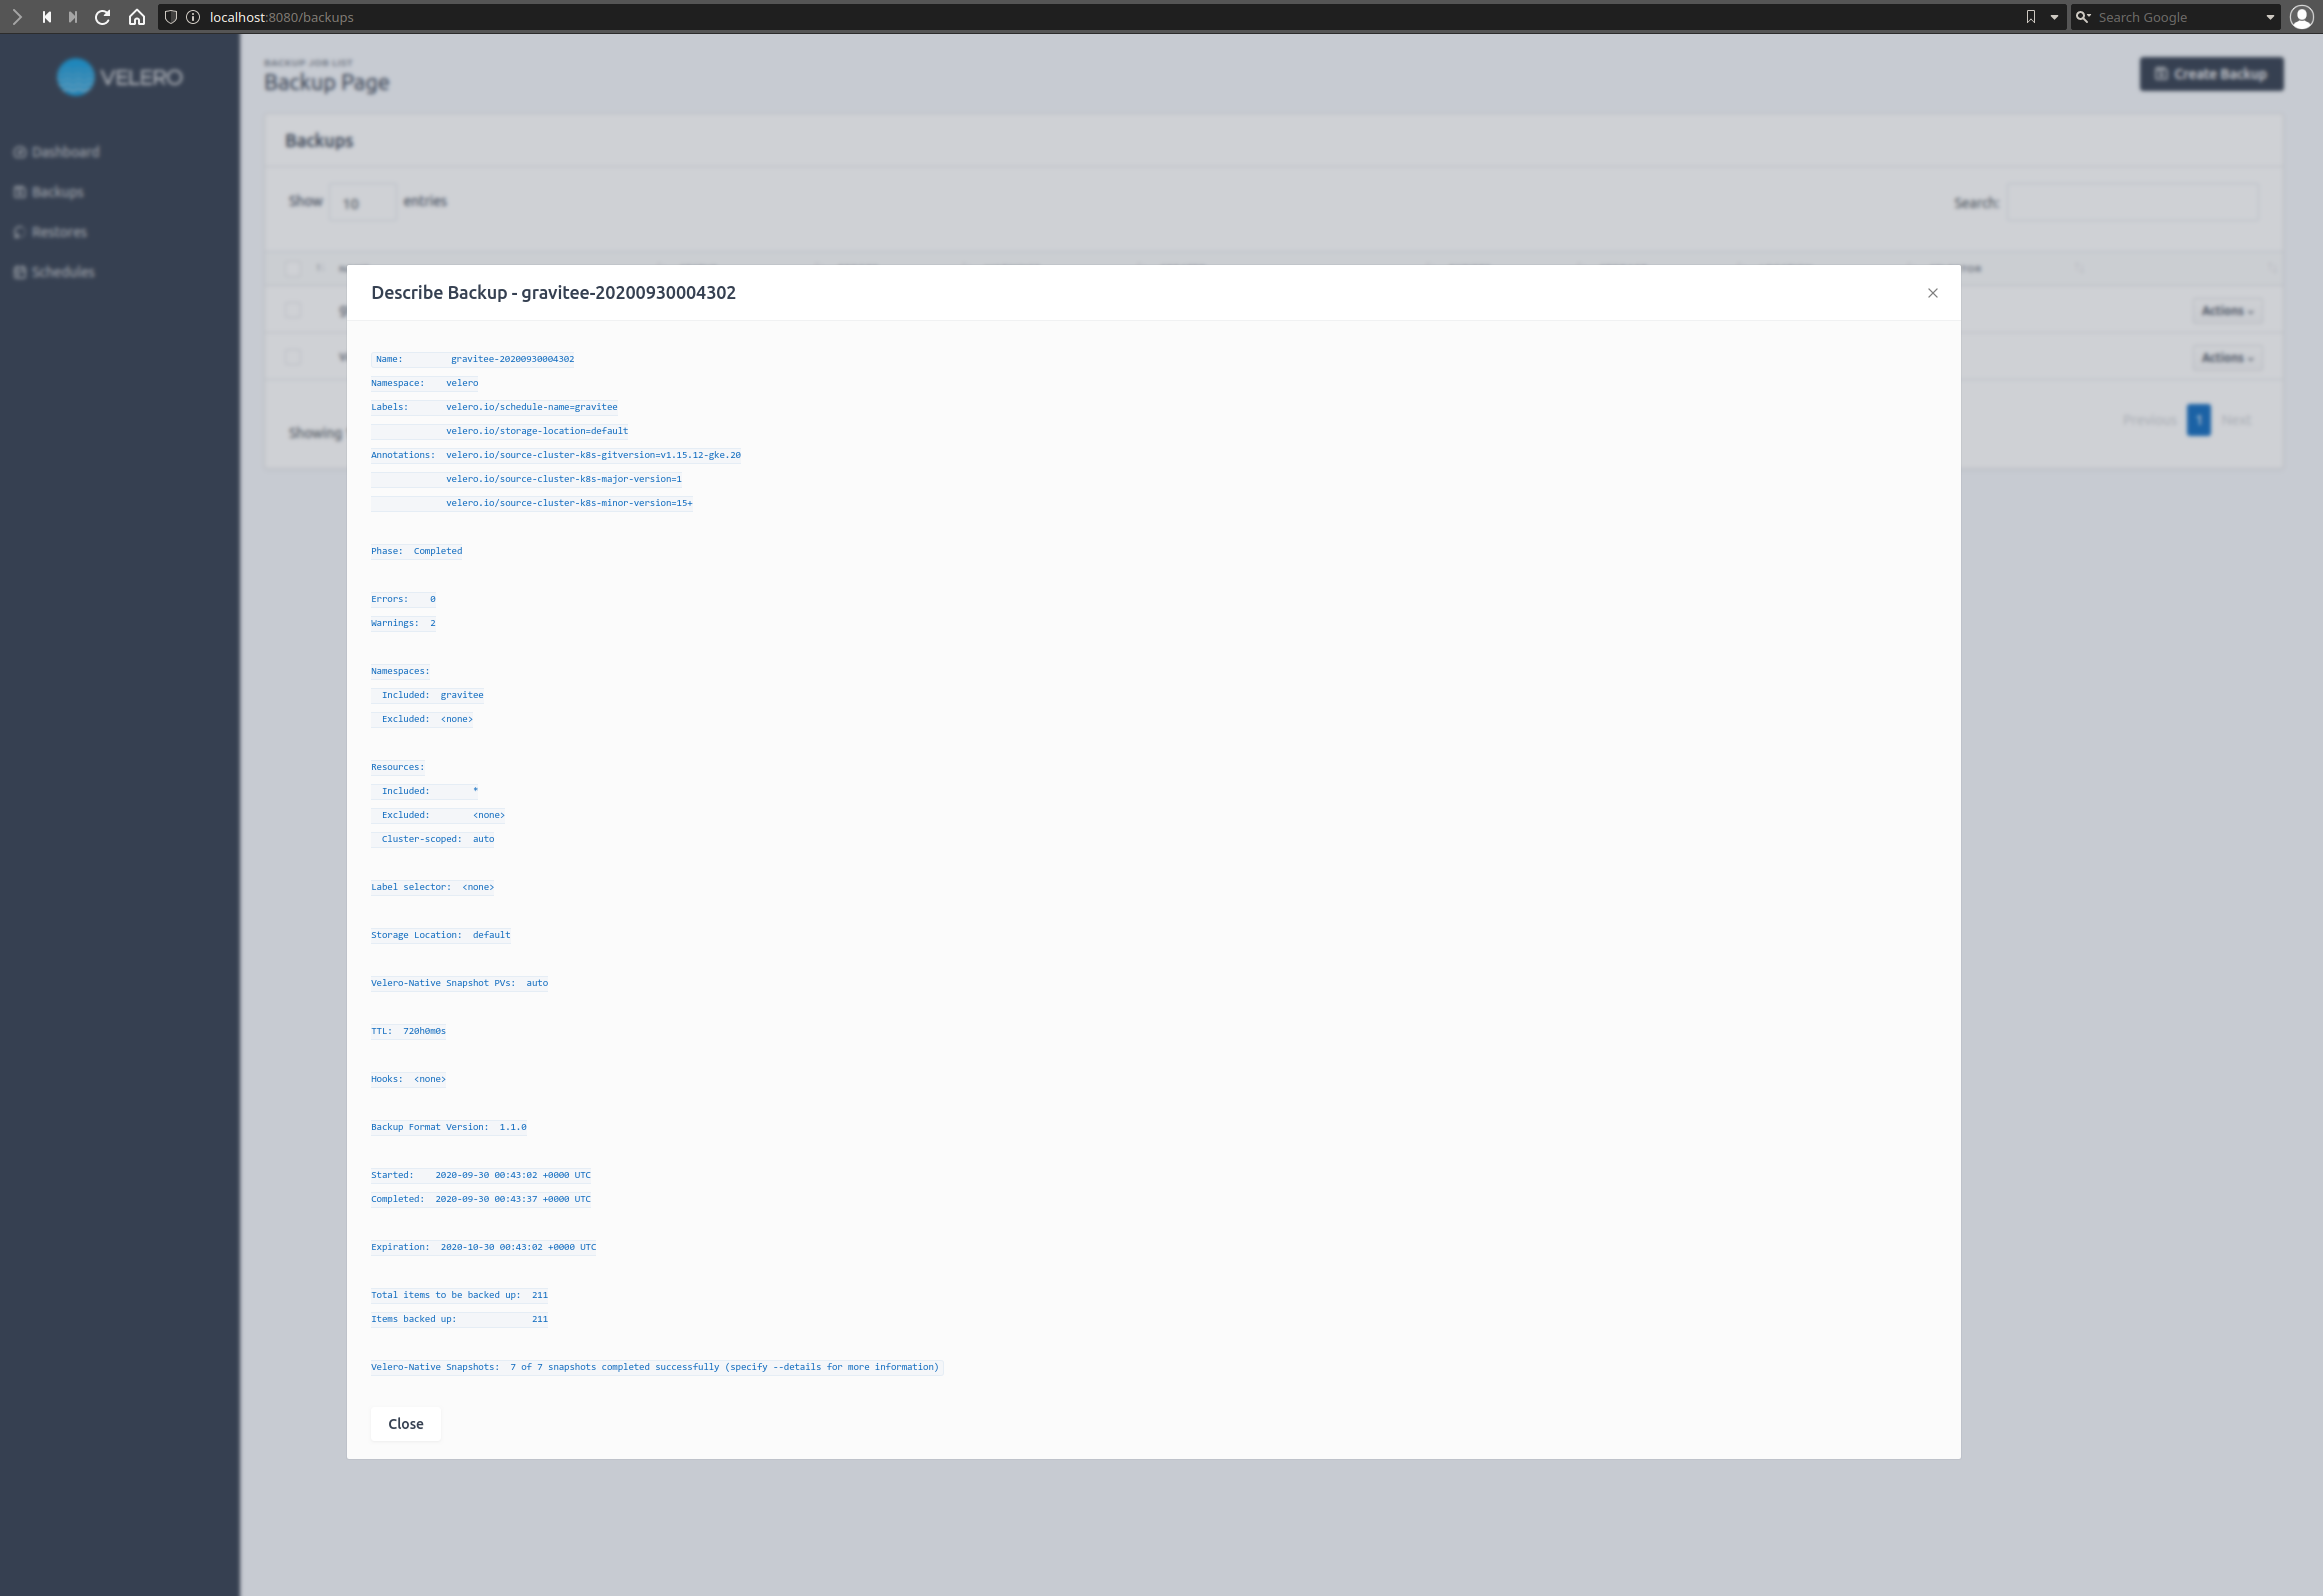 localhost:8080/backups
Search Google
VELERO
Dashboard
Backups
Restores
Schedules
BACKUP JOB LIST
Backup Page
Create Backup
Backups
Show 10 entries
Search:
Actions
Actions
Showing
Previous 1 Next
Describe Backup - gravitee-20200930004302
Name:         gravitee-20200930004302
Namespace:    velero
Labels:       velero.io/schedule-name=gravitee
              velero.io/storage-location=default
Annotations:  velero.io/source-cluster-k8s-gitversion=v1.15.12-gke.20
              velero.io/source-cluster-k8s-major-version=1
              velero.io/source-cluster-k8s-minor-version=15+
Phase:  Completed
Errors:    0
Warnings:  2
Namespaces:
  Included:  gravitee
  Excluded:  <none>
Resources:
  Included:        *
  Excluded:        <none>
  Cluster-scoped:  auto
Label selector:  <none>
Storage Location:  default
Velero-Native Snapshot PVs:  auto
TTL:  720h0m0s
Hooks:  <none>
Backup Format Version:  1.1.0
Started:    2020-09-30 00:43:02 +0000 UTC
Completed:  2020-09-30 00:43:37 +0000 UTC
Expiration:  2020-10-30 00:43:02 +0000 UTC
Total items to be backed up:  211
Items backed up:              211
Velero-Native Snapshots:  7 of 7 snapshots completed successfully (specify --details for more information)
Close